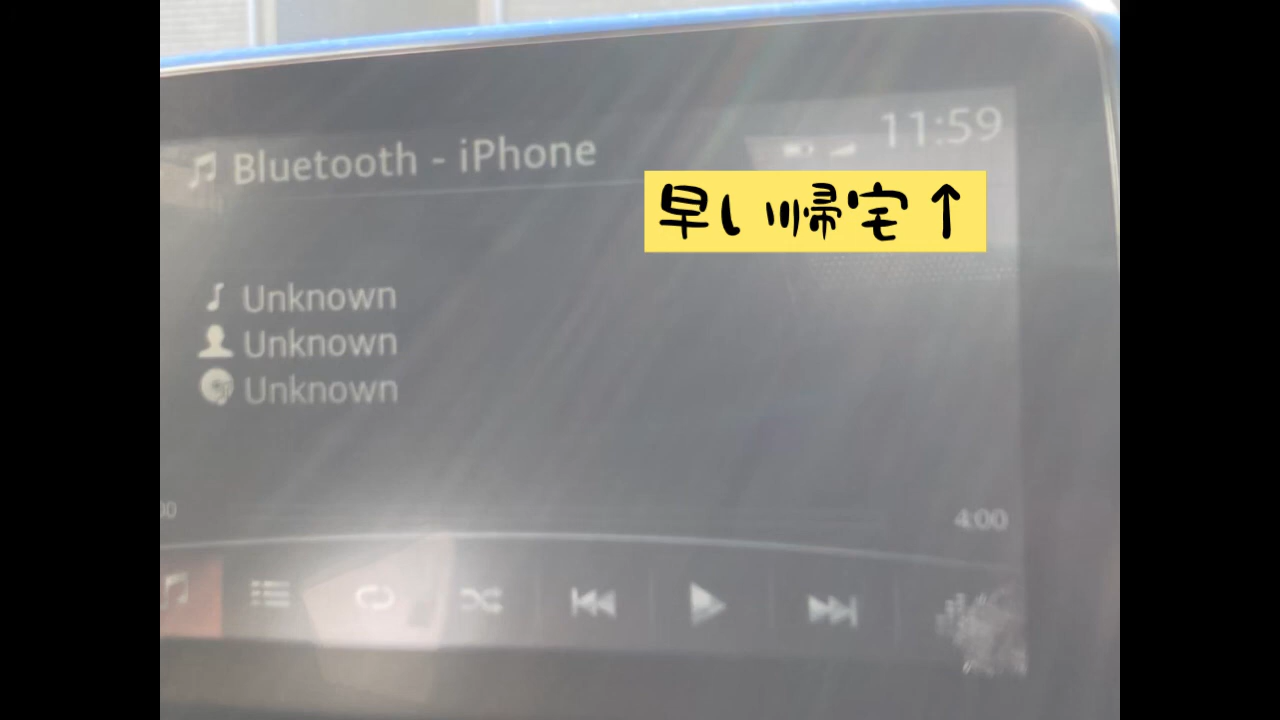 11:59
Bluetooth - iPhone
早い帰宅↑
Unknown
Unknown
Unknown
4:00